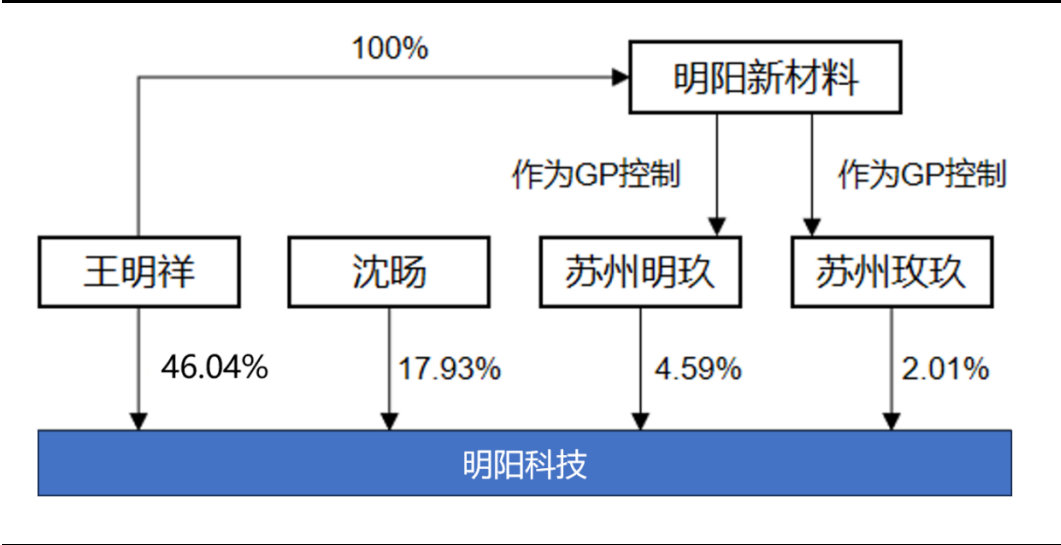 100%
明阳新材料
作为GP控制
作为GP控制
王明祥
沈旸
苏州明玖
苏州玫玖
46.04%
17.93%
4.59%
2.01%
明阳科技